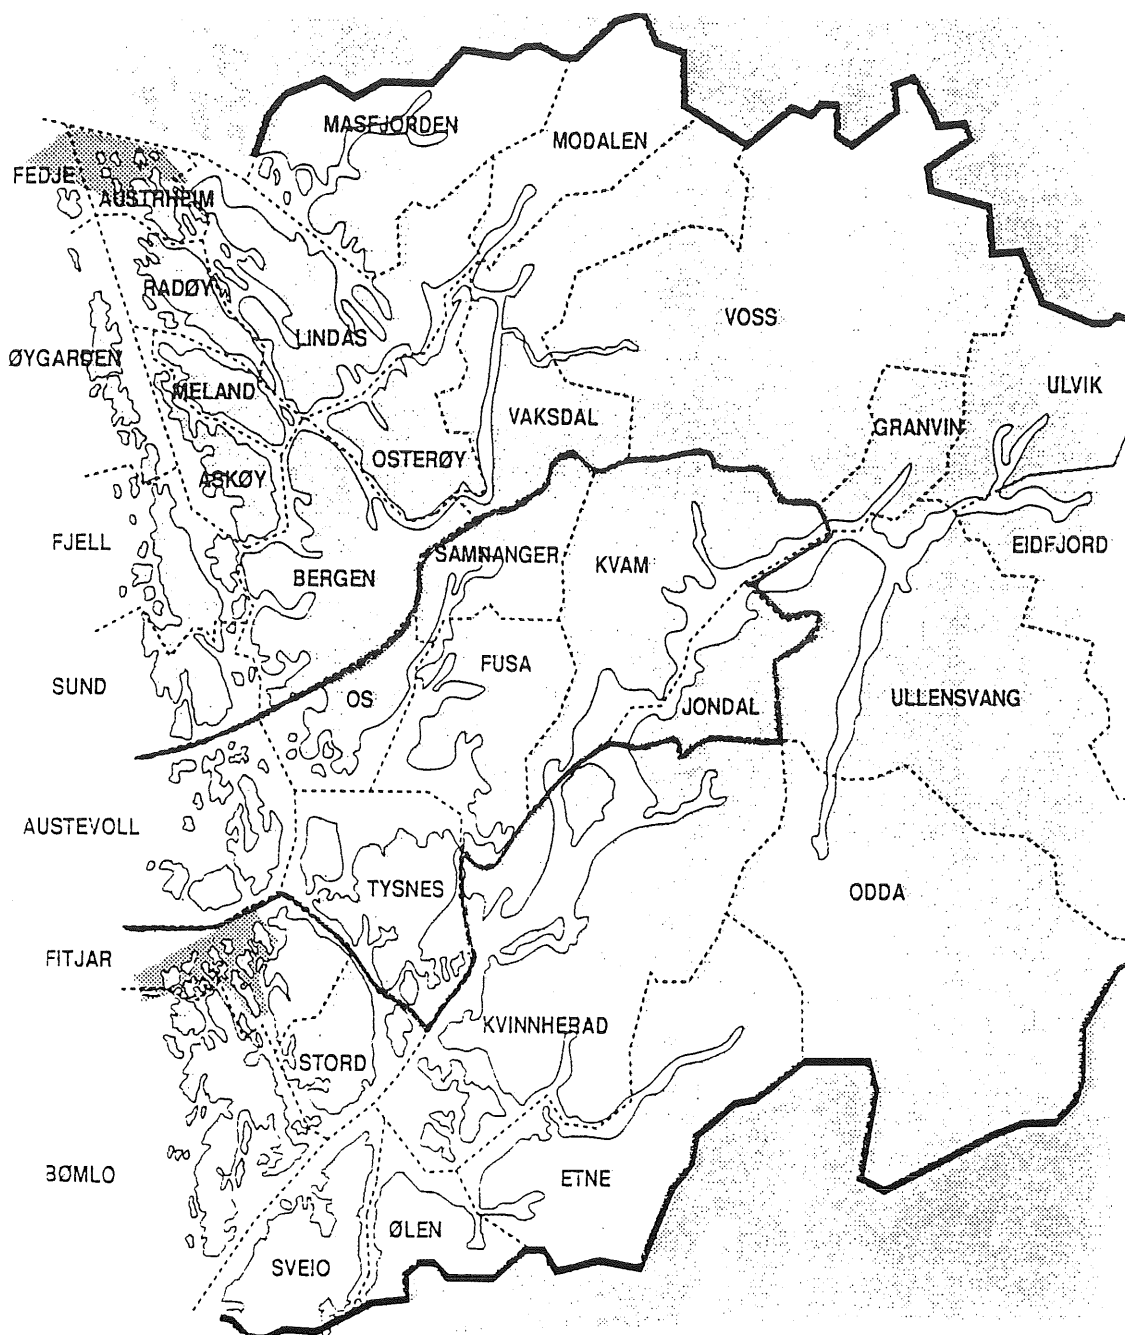 MASFJORDEN
MODALEN
FEDJE
AUSTRHEIM
RADØY
LINDÅS
VOSS
ØYGARDEN
MELAND
ULVIK
VAKSDAL
GRANVIN
OSTERØY
ASKØY
FJELL
SAMNANGER
KVAM
EIDFJORD
BERGEN
FUSA
SUND
OS
JONDAL
ULLENSVANG
AUSTEVOLL
TYSNES
ODDA
FITJAR
KVINNHERAD
STORD
BØMLO
ETNE
ØLEN
SVEIO